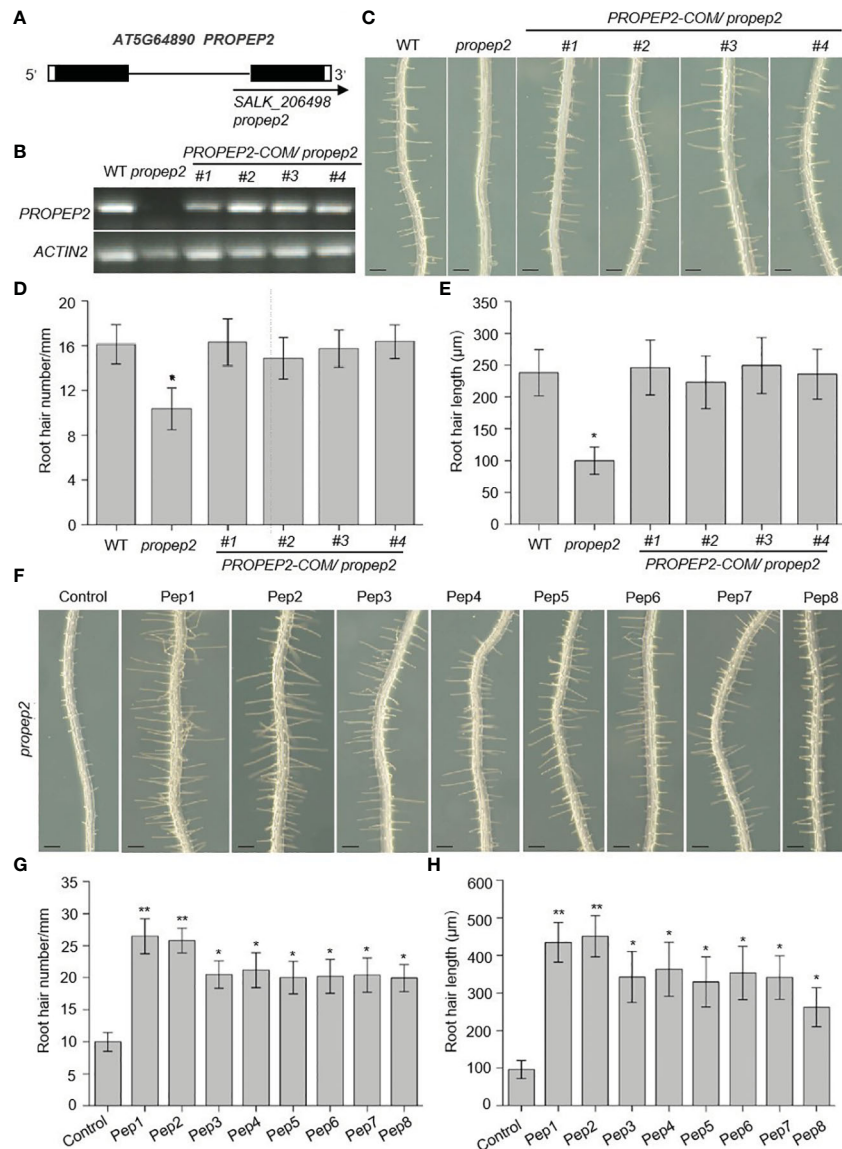 A
AT5G64890 PROPEP2
5'
3'
SALK_206498
propep2
B
PROPEP2-COM/ propep2
WT propep2 #1 #2 #3 #4
PROPEP2
ACTIN2
C
PROPEP2-COM/ propep2
WT propep2 #1 #2 #3 #4
D
Root hair number/mm
20
16
12
8
4
0
*
WT propep2 #1 #2 #3 #4
PROPEP2-COM/ propep2
E
Root hair length (μm)
350
300
250
200
150
100
50
0
*
WT propep2 #1 #2 #3 #4
PROPEP2-COM/ propep2
F
Control Pep1 Pep2 Pep3 Pep4 Pep5 Pep6 Pep7 Pep8
propep2
G
Root hair number/mm
35
30
25
20
15
10
5
0
** ** * * * * * *
Control Pep1 Pep2 Pep3 Pep4 Pep5 Pep6 Pep7 Pep8
H
Root hair length (μm)
600
500
400
300
200
100
0
** ** * * * * * *
Control Pep1 Pep2 Pep3 Pep4 Pep5 Pep6 Pep7 Pep8